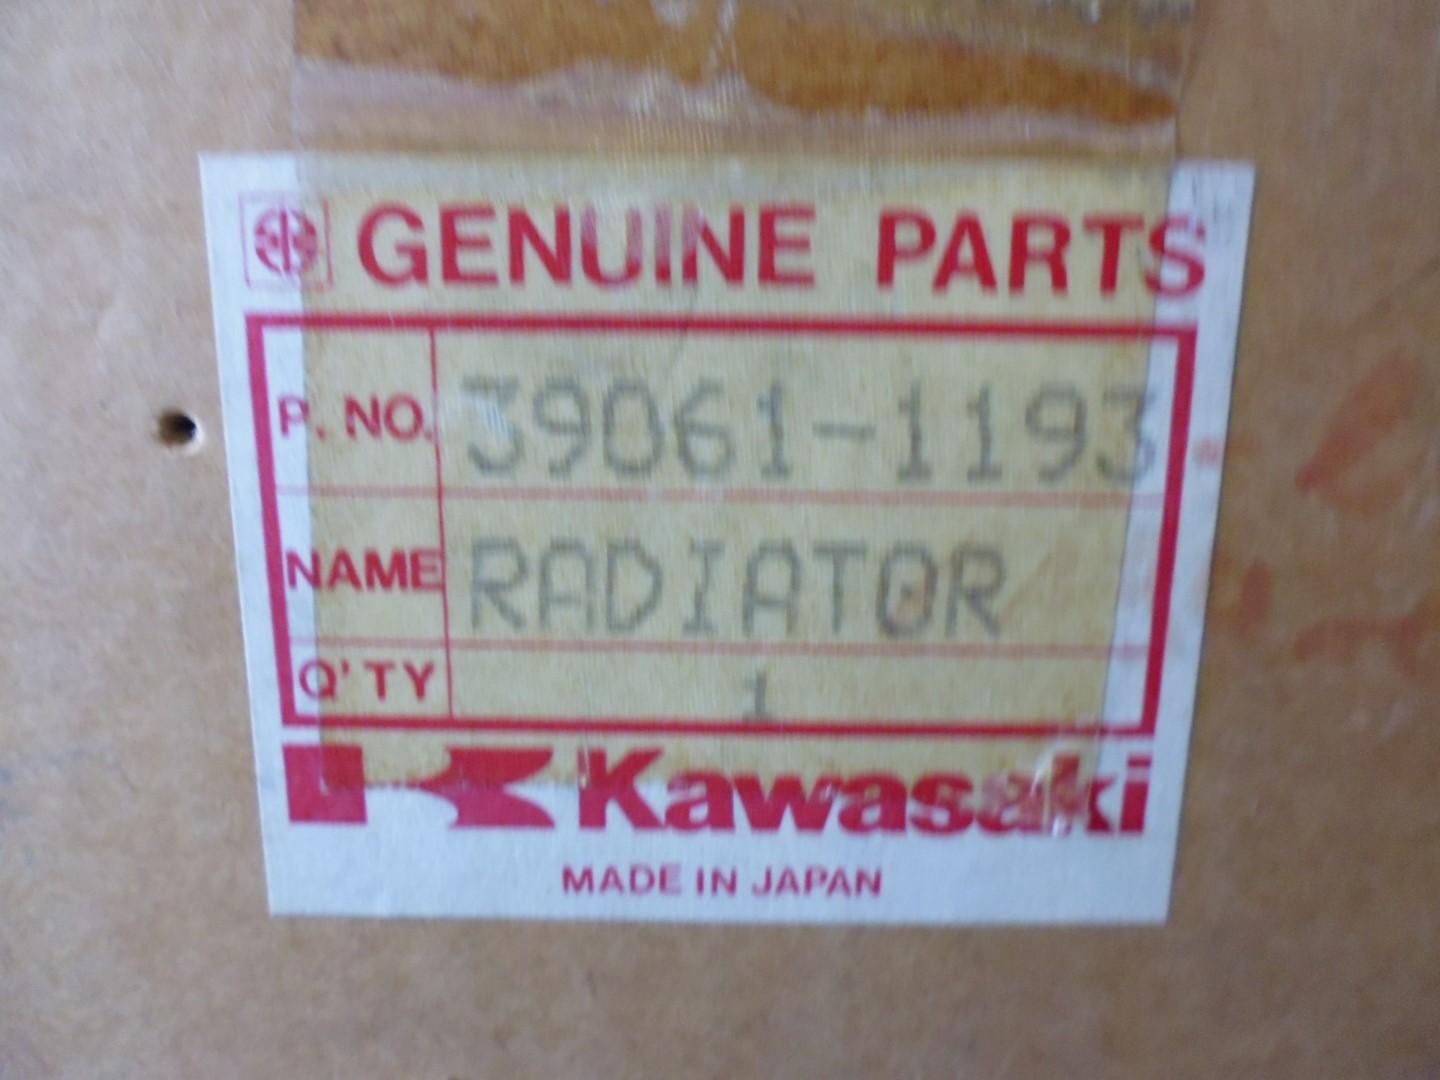 GENUINE PARTS
P. NO. 39061-1193
NAME RADIATOR
Q'TY 1
Kawasaki
MADE IN JAPAN